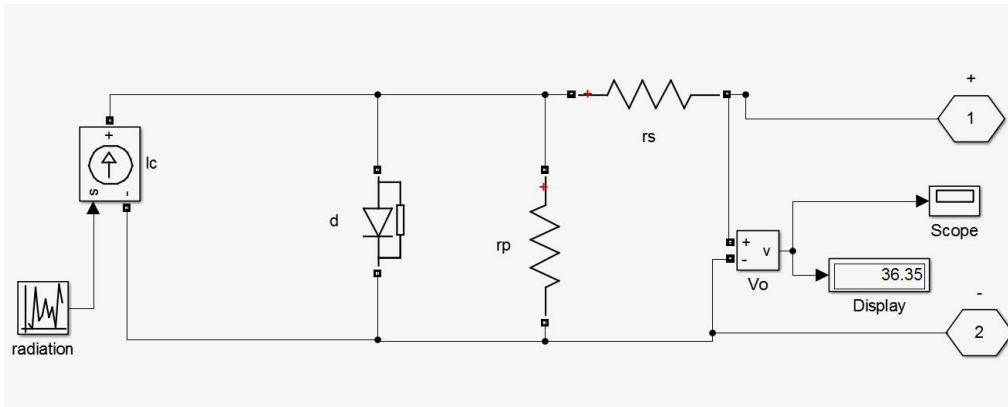 +
1
rs
+
Ic
s
-
d
rp
+
-
v
Vo
Scope
36.35
Display
-
2
radiation